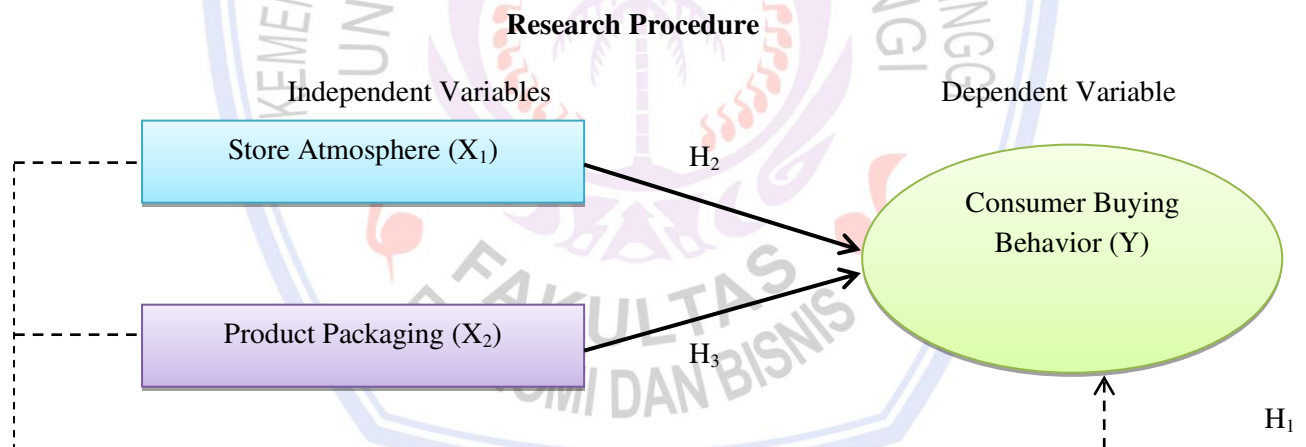 Research Procedure
Independent Variables
Dependent Variable
Store Atmosphere (X₁)
H₂
Consumer Buying
Behavior (Y)
Product Packaging (X₂)
H₃
H₁
FAKULTAS
DAN BISNIS